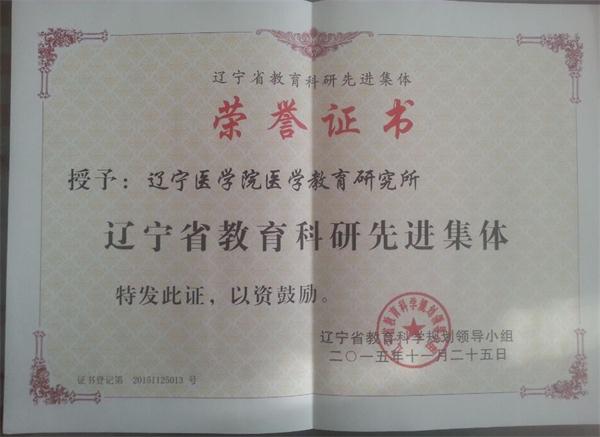 辽宁省教育科研先进集体
荣誉证书
授予：辽宁医学院医学教育研究所
辽宁省教育科研先进集体
特发此证，以资鼓励。
辽宁省教育科学规划领导小组
二〇一五年十一月二十五日
证书登记第 20151125013 号